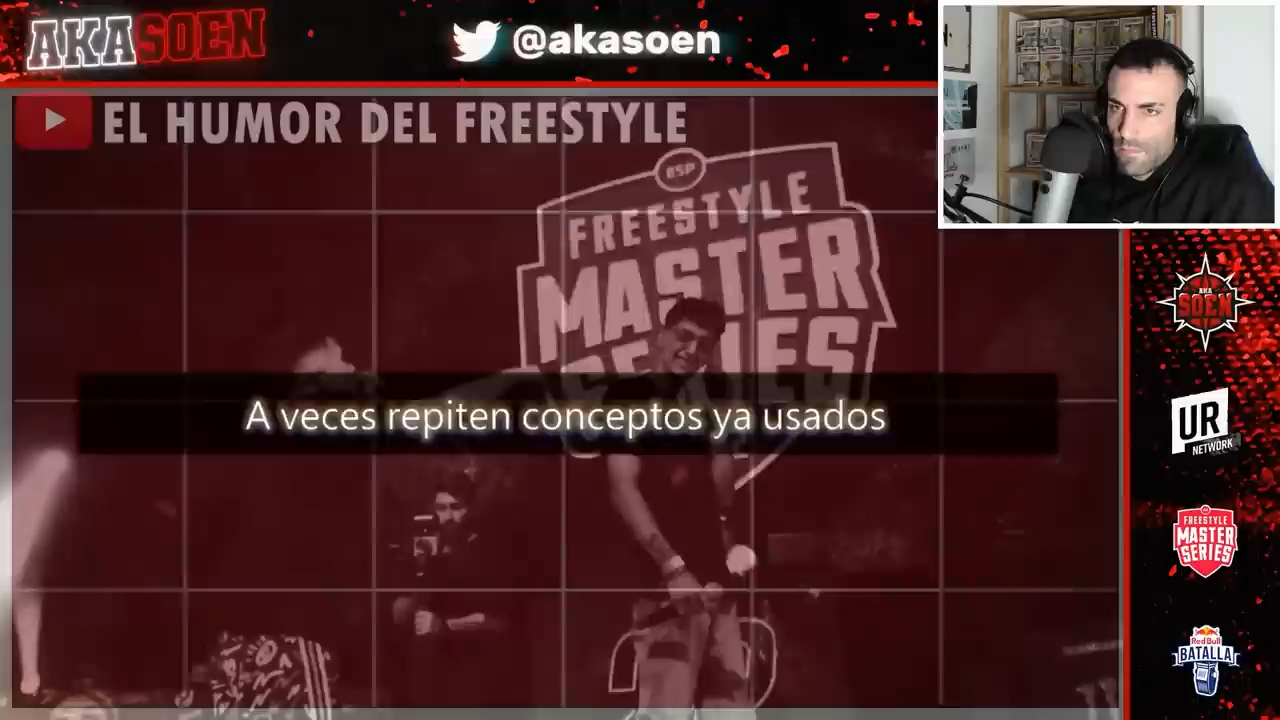 AKASOEN
@akasoen
EL HUMOR DEL FREESTYLE
ESP
FREESTYLE
MASTER
SERIES
A veces repiten conceptos ya usados
AKA
SOEN
UR
NETWORK
FREESTYLE
MASTER
SERIES
Red Bull
BATALLA